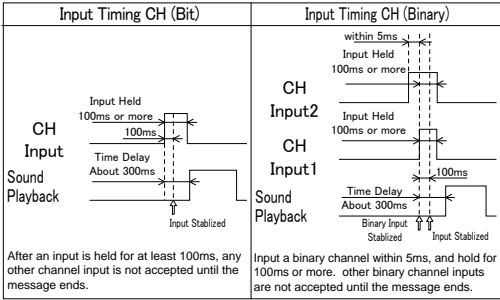 Input Timing CH (Bit)
Input Held
100ms or more
100ms
CH
Input
Time Delay
About 300ms
Sound
Playback
Input Stablized
After an input is held for at least 100ms, any
other channel input is not accepted until the
message ends.
Input Timing CH (Binary)
within 5ms
Input Held
100ms or more
CH
Input2
Input Held
100ms or more
CH
Input1
100ms
Time Delay
About 300ms
Sound
Playback
Binary Input
Stablized
Input Stablized
Input a binary channel within 5ms, and hold for
100ms or more. other binary channel inputs
are not accepted until the message ends.